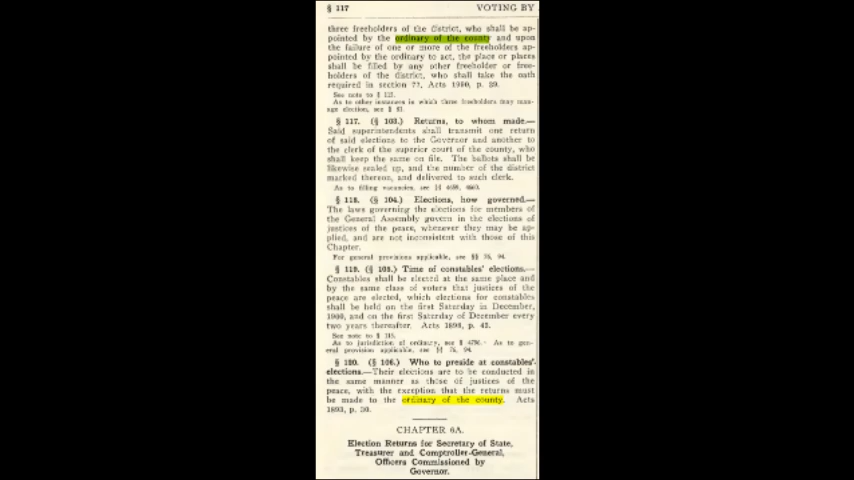 § 117 VOTING BY
three freeholders of the district, who shall be ap-
pointed by the ordinary of the county and upon
the failure of one or more of the freeholders ap-
pointed by the ordinary to act, the place or places
shall be filled by any other freeholder or free-
holders of the district, who shall take the oath
required in section 77. Acts p. 39.
See note to §
As to other instances in which three freeholders may man-
age election, see §
§ 117. (§ 103.) Returns, to whom made.—
Said superintendents shall transmit one return
of said elections to the Governor and another to
the clerk of the superior court of the county, who
shall keep the same on file. The ballots shall be
likewise sealed up, and the number of the district
marked thereon, and delivered to such clerk.
As to filling vacancies, see §§
§ 118. (§ 104.) Elections, how governed.—
The laws governing the elections for members of
the General Assembly govern in the elections of
justices of the peace, whenever they may be ap-
plied, and are not inconsistent with those of this
Chapter.
For general provisions applicable, see §§ 76, 94.
§ 119. (§ 105.) Time of constables' elections.—
Constables shall be elected at the same place and
by the same class of voters that justices of the
peace are elected, which elections for constables
shall be held on the first Saturday in December,
1900, and on the first Saturday of December every
two years thereafter. Acts 1898, p. 42.
See note to §
As to jurisdiction of ordinary, see § As to gen-
eral provision applicable, see §§ 76, 94.
§ 120. (§ 106.) Who to preside at constables'
elections.—Their elections are to be conducted in
the same manner as those of justices of the
peace, with the exception that the returns must
be made to the ordinary of the county. Acts
1893, p. 30.
CHAPTER 6A.
Election Returns for Secretary of State,
Treasurer and Comptroller-General,
Officers Commissioned by
Governor.